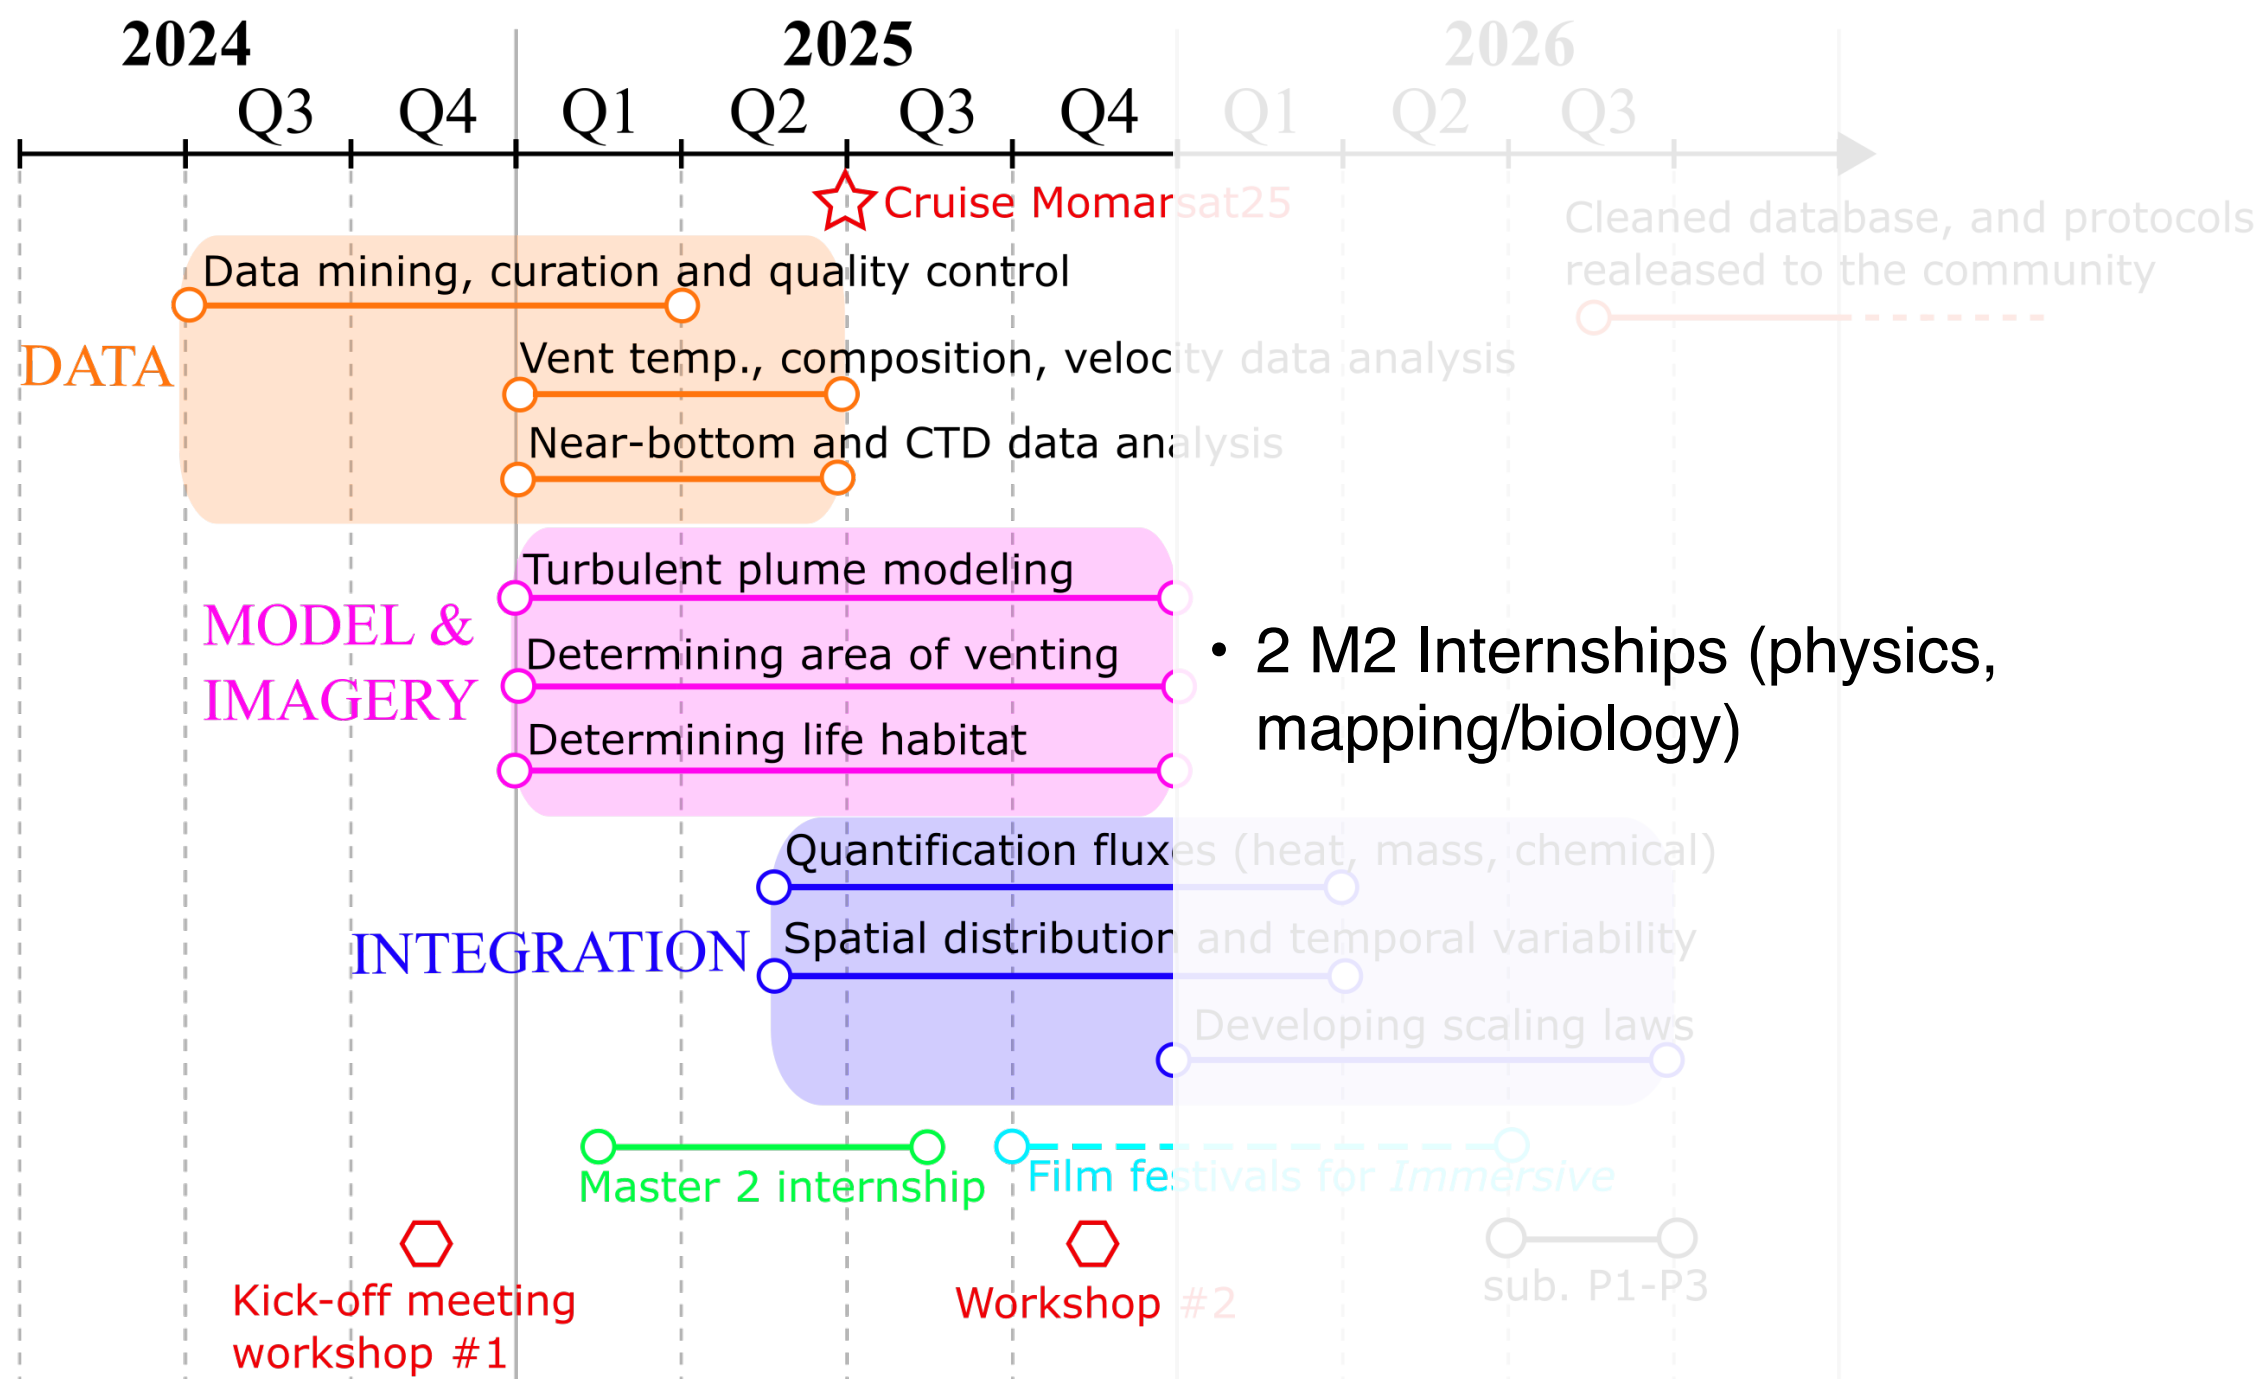 2024 2025 2026
Q3 Q4 Q1 Q2 Q3 Q4 Q1 Q2 Q3
Cruise Momarsat25
Cleaned database, and protocols
realeased to the community
Data mining, curation and quality control
DATA
Vent temp., composition, velocity data analysis
Near-bottom and CTD data analysis
Turbulent plume modeling
MODEL &
IMAGERY
Determining area of venting
Determining life habitat
• 2 M2 Internships (physics,
mapping/biology)
Quantification fluxes (heat, mass, chemical)
INTEGRATION
Spatial distribution and temporal variability
Developing scaling laws
Master 2 internship
Film festivals for Immersive
Kick-off meeting
workshop #1
Workshop #2
sub. P1-P3